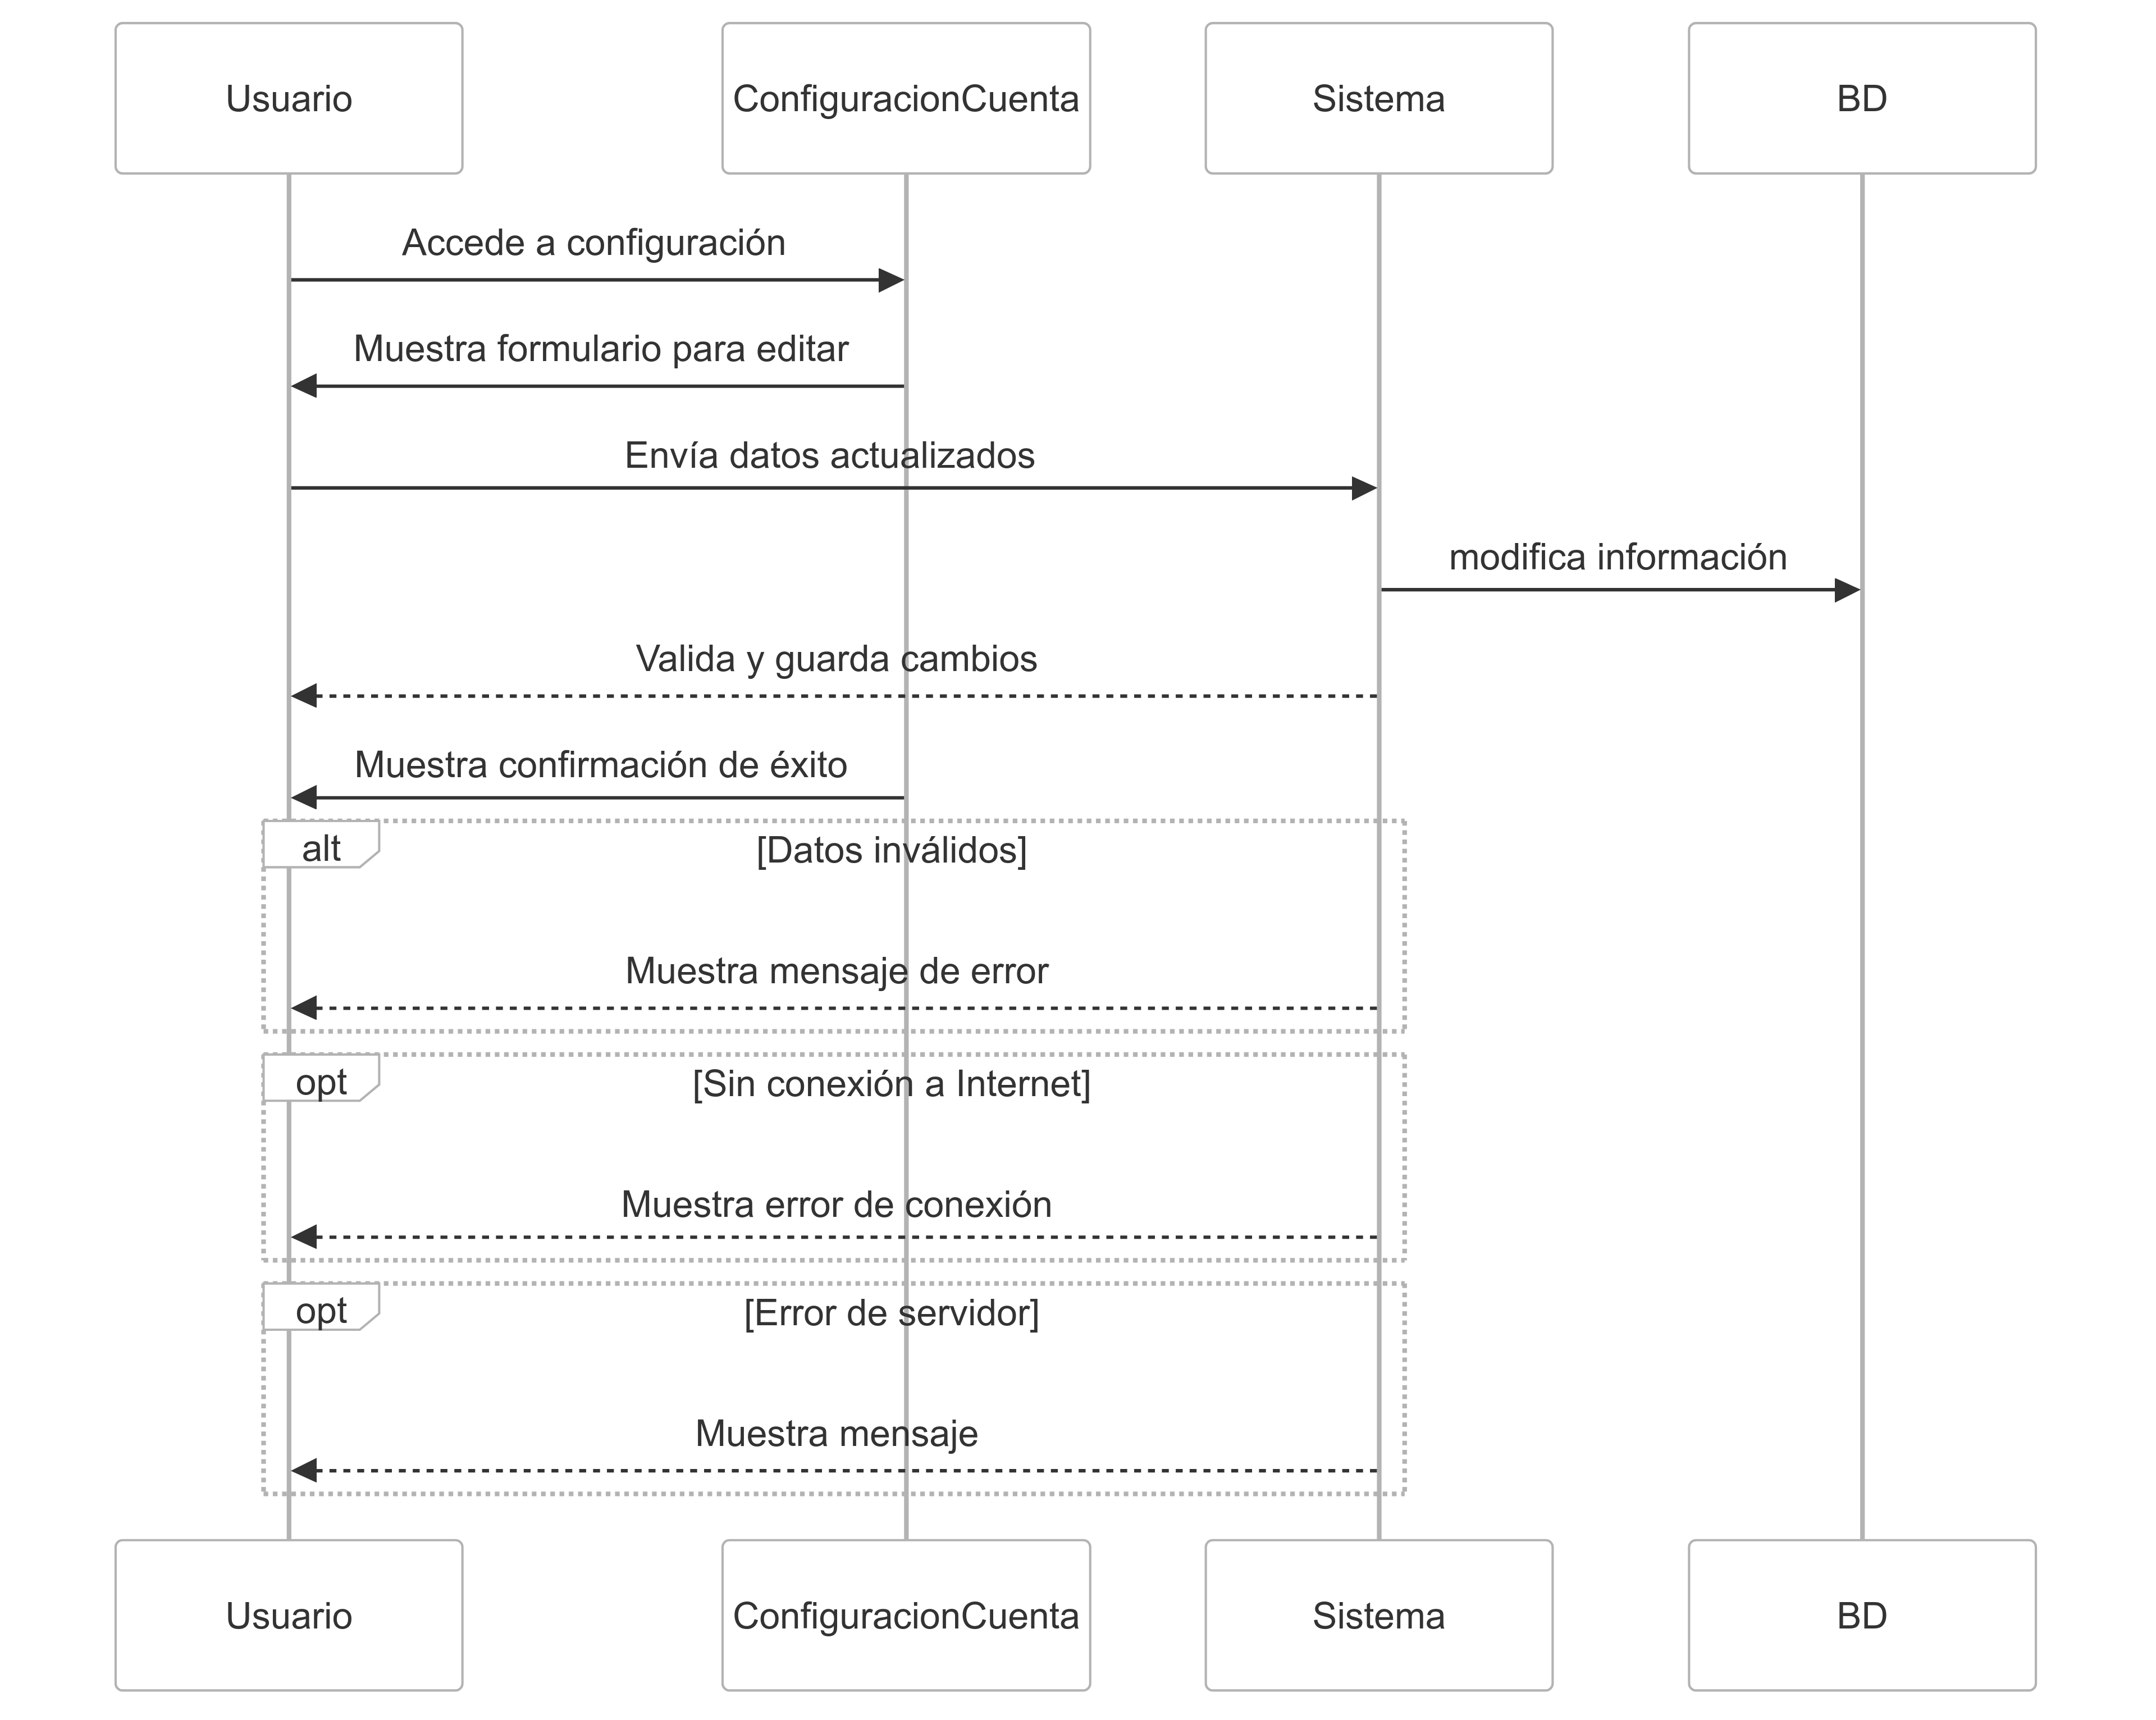 Usuario
ConfiguracionCuenta
Sistema
BD
Accede a configuración
Muestra formulario para editar
Envía datos actualizados
modifica información
Valida y guarda cambios
Muestra confirmación de éxito
alt
[Datos inválidos]
Muestra mensaje de error
opt
[Sin conexión a Internet]
Muestra error de conexión
opt
[Error de servidor]
Muestra mensaje
Usuario
ConfiguracionCuenta
Sistema
BD